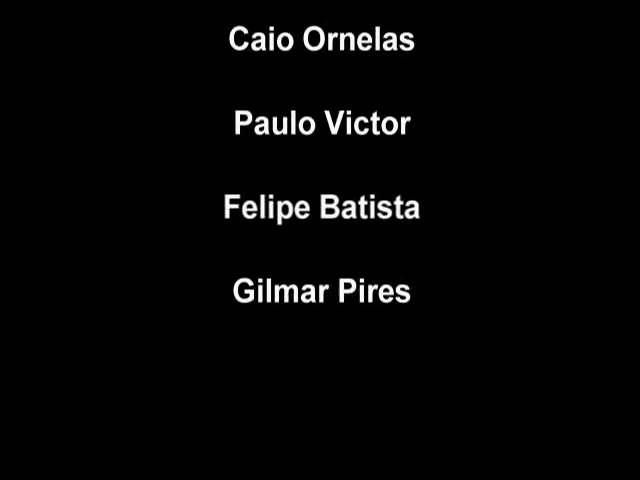 Caio Ornelas
Paulo Victor
Felipe Batista
Gilmar Pires